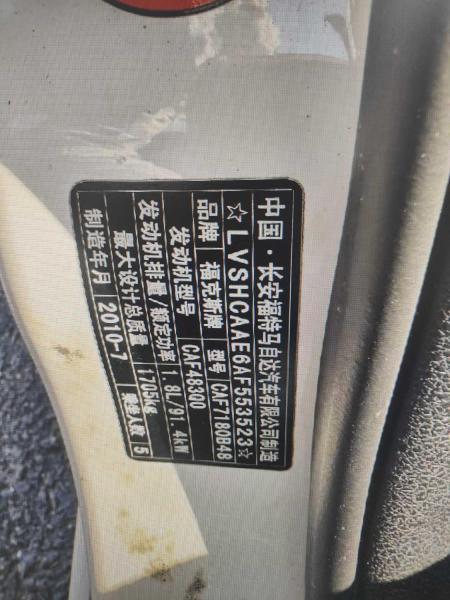 中国·长安福特马自达汽车有限公司制造
☆LVSHCAAE6AF553523☆
品牌 福克斯牌 型号 CAF7180B48
发动机型号 CAF483Q0
发动机排量/额定功率 1.8L/91.4kW
最大设计总质量 1705kg 乘坐人数 5
制造年月 2010-7